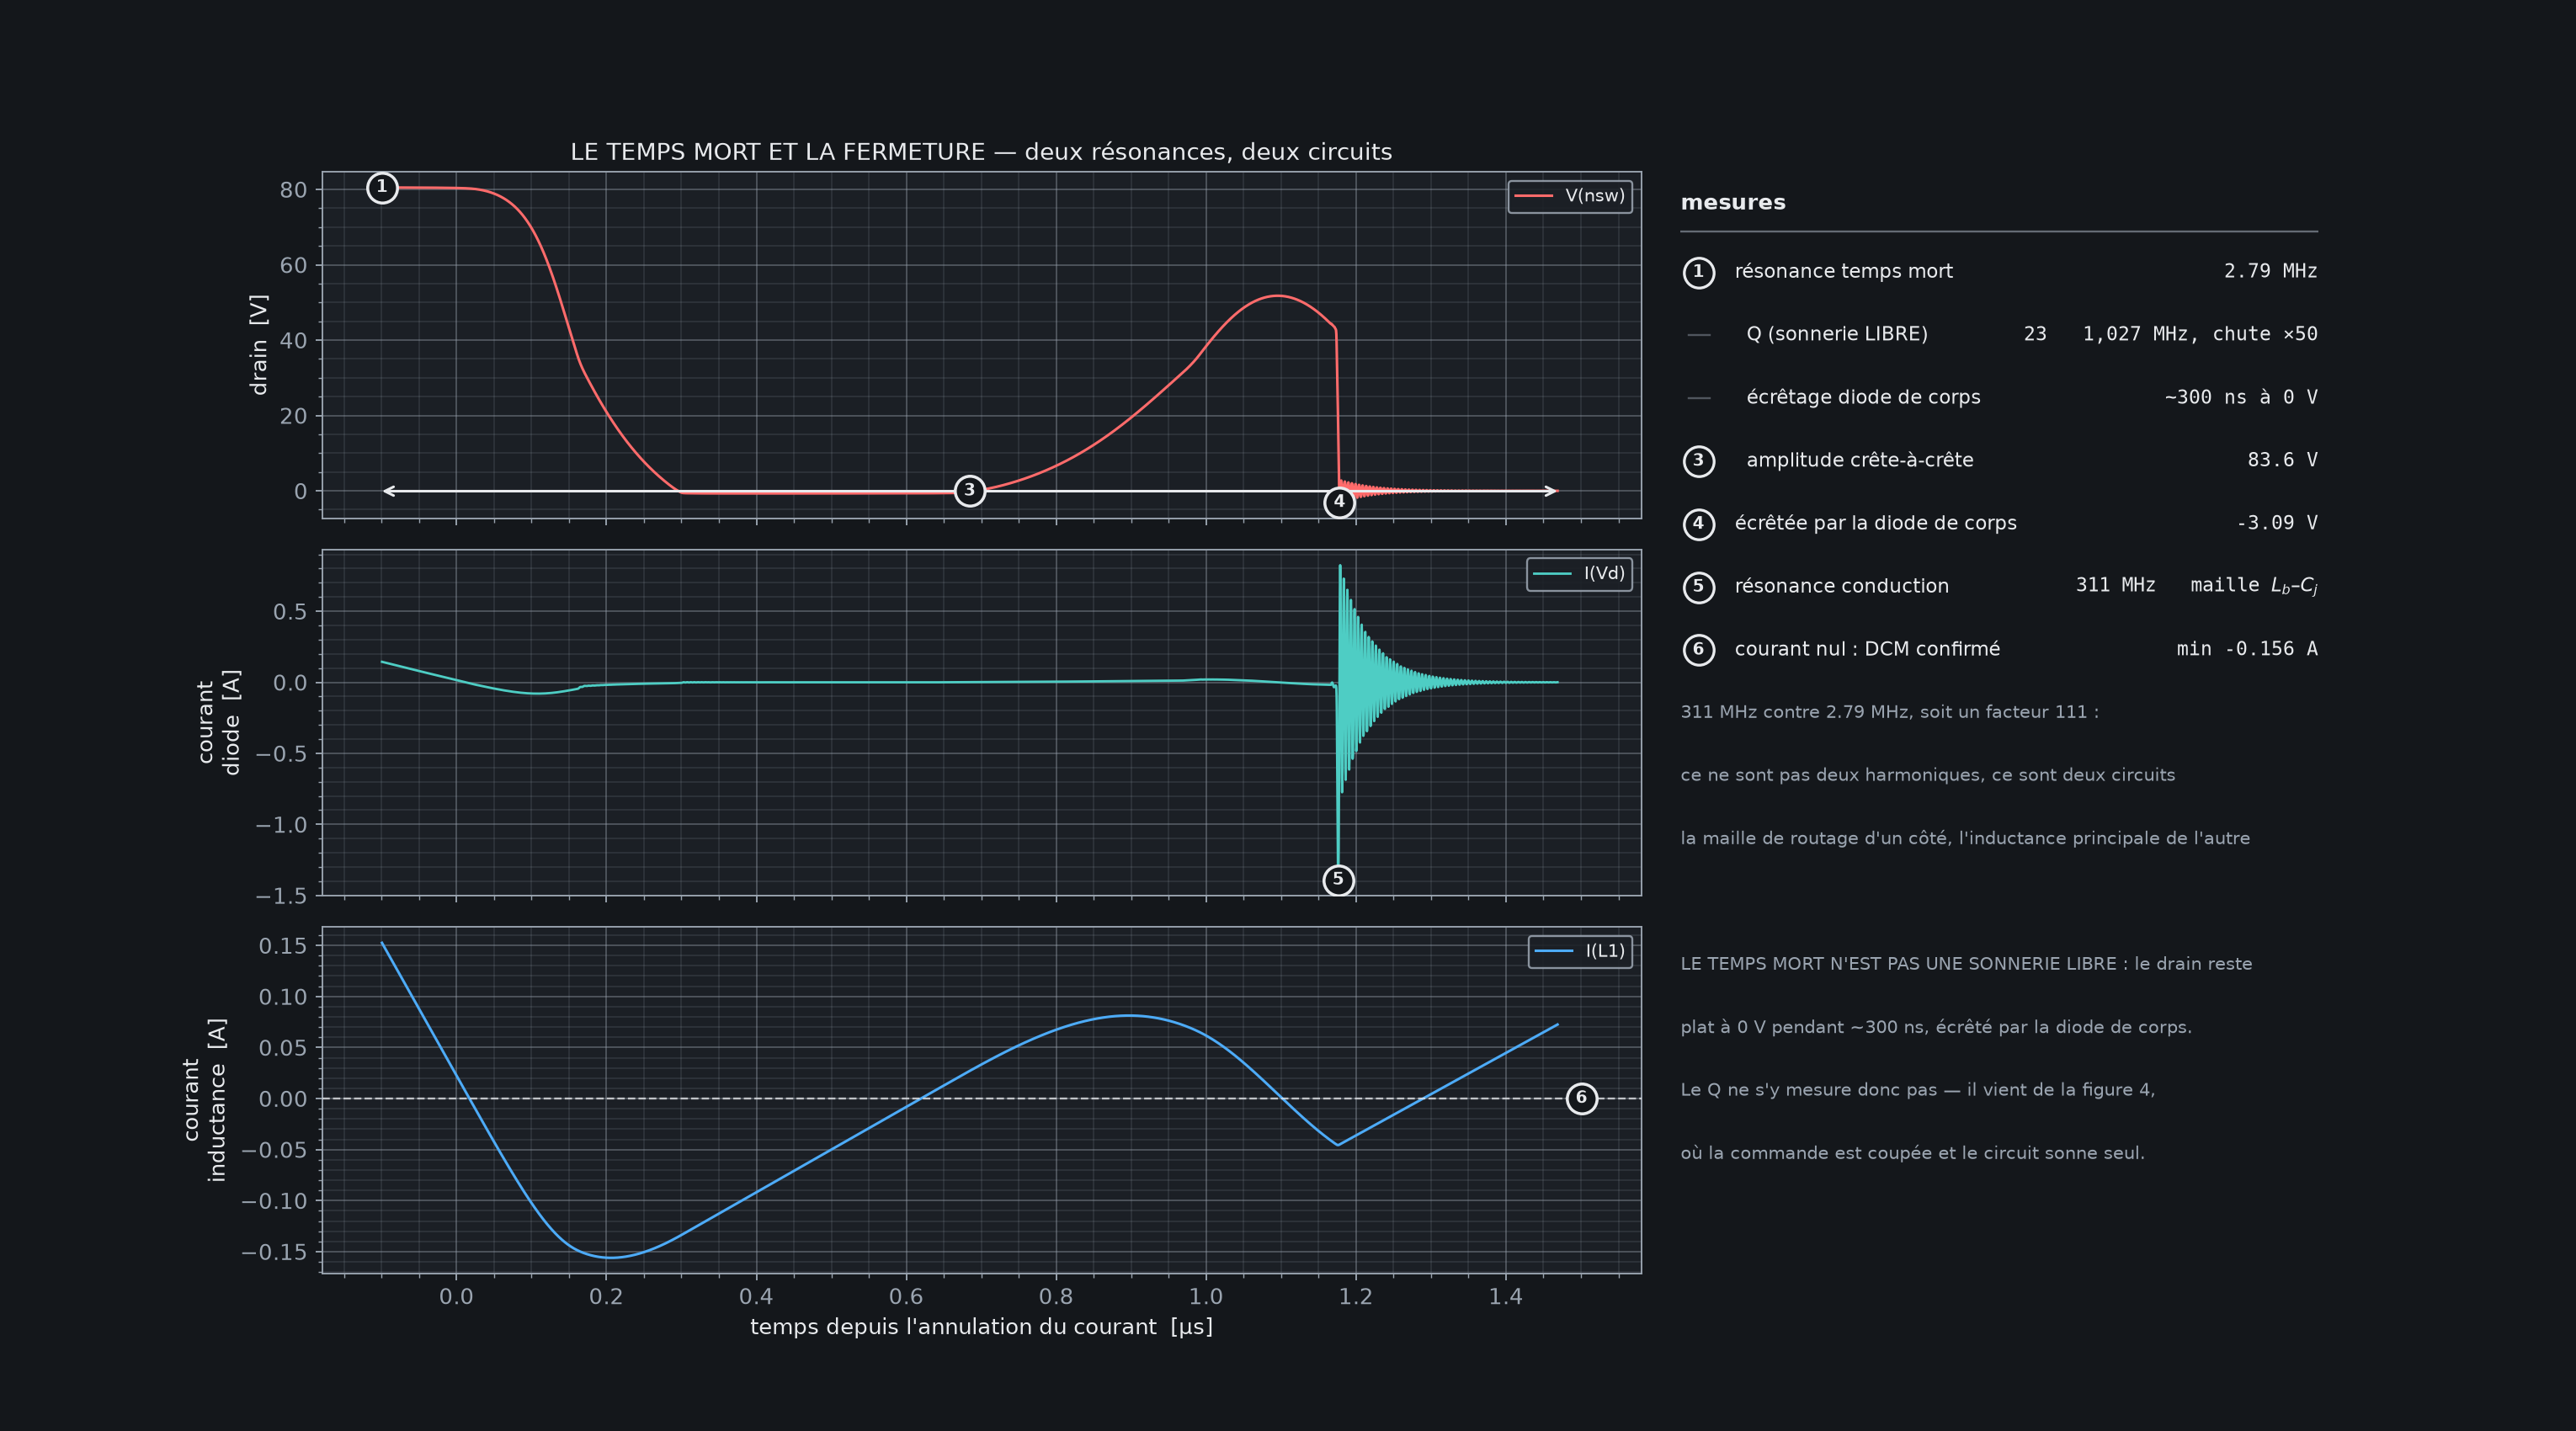 LE TEMPS MORT ET LA FERMETURE — deux résonances, deux circuits
1
V(nsw)
80
60
40
20
0
drain [V]
3
4
I(Vd)
0.5
0.0
−0.5
−1.0
−1.5
courant
diode [A]
5
I(L1)
0.15
0.10
0.05
0.00
−0.05
−0.10
−0.15
courant
inductance [A]
6
0.0 0.2 0.4 0.6 0.8 1.0 1.2 1.4
temps depuis l'annulation du courant [µs]
mesures
1 résonance temps mort 2.79 MHz
— Q (sonnerie LIBRE) 23 1,027 MHz, chute ×50
— écrêtage diode de corps ~300 ns à 0 V
3 amplitude crête-à-crête 83.6 V
4 écrêtée par la diode de corps -3.09 V
5 résonance conduction 311 MHz maille Lb–Cj
6 courant nul : DCM confirmé min -0.156 A
311 MHz contre 2.79 MHz, soit un facteur 111 :
ce ne sont pas deux harmoniques, ce sont deux circuits
la maille de routage d'un côté, l'inductance principale de l'autre
LE TEMPS MORT N'EST PAS UNE SONNERIE LIBRE : le drain reste
plat à 0 V pendant ~300 ns, écrêté par la diode de corps.
Le Q ne s'y mesure donc pas — il vient de la figure 4,
où la commande est coupée et le circuit sonne seul.